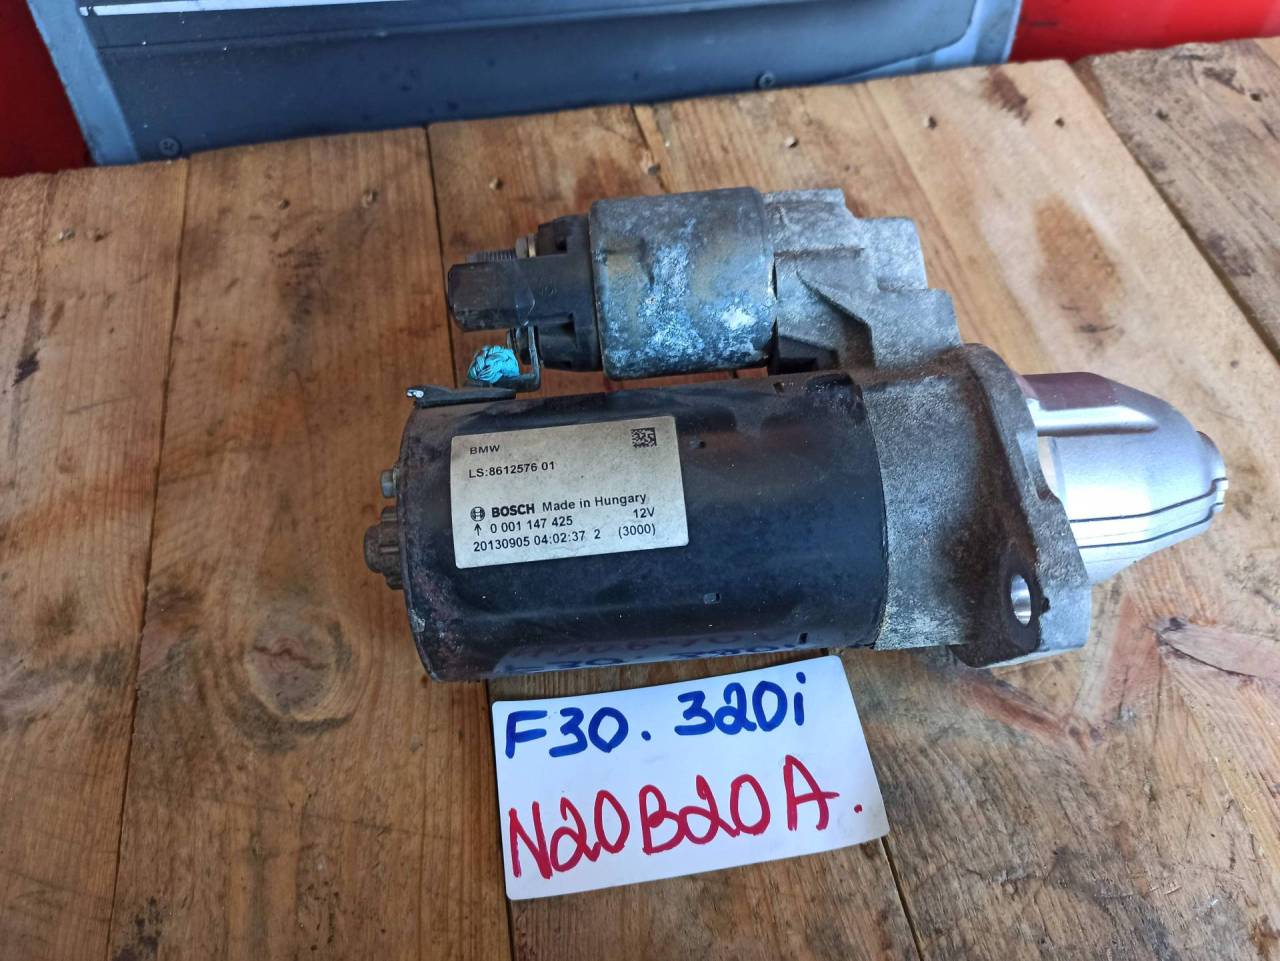 BMW
LS:8612576 01
BOSCH Made in Hungary
0 001 147 425 12V
20130905 04:02:37 2 (3000)
F30. 320i
N20B20A.